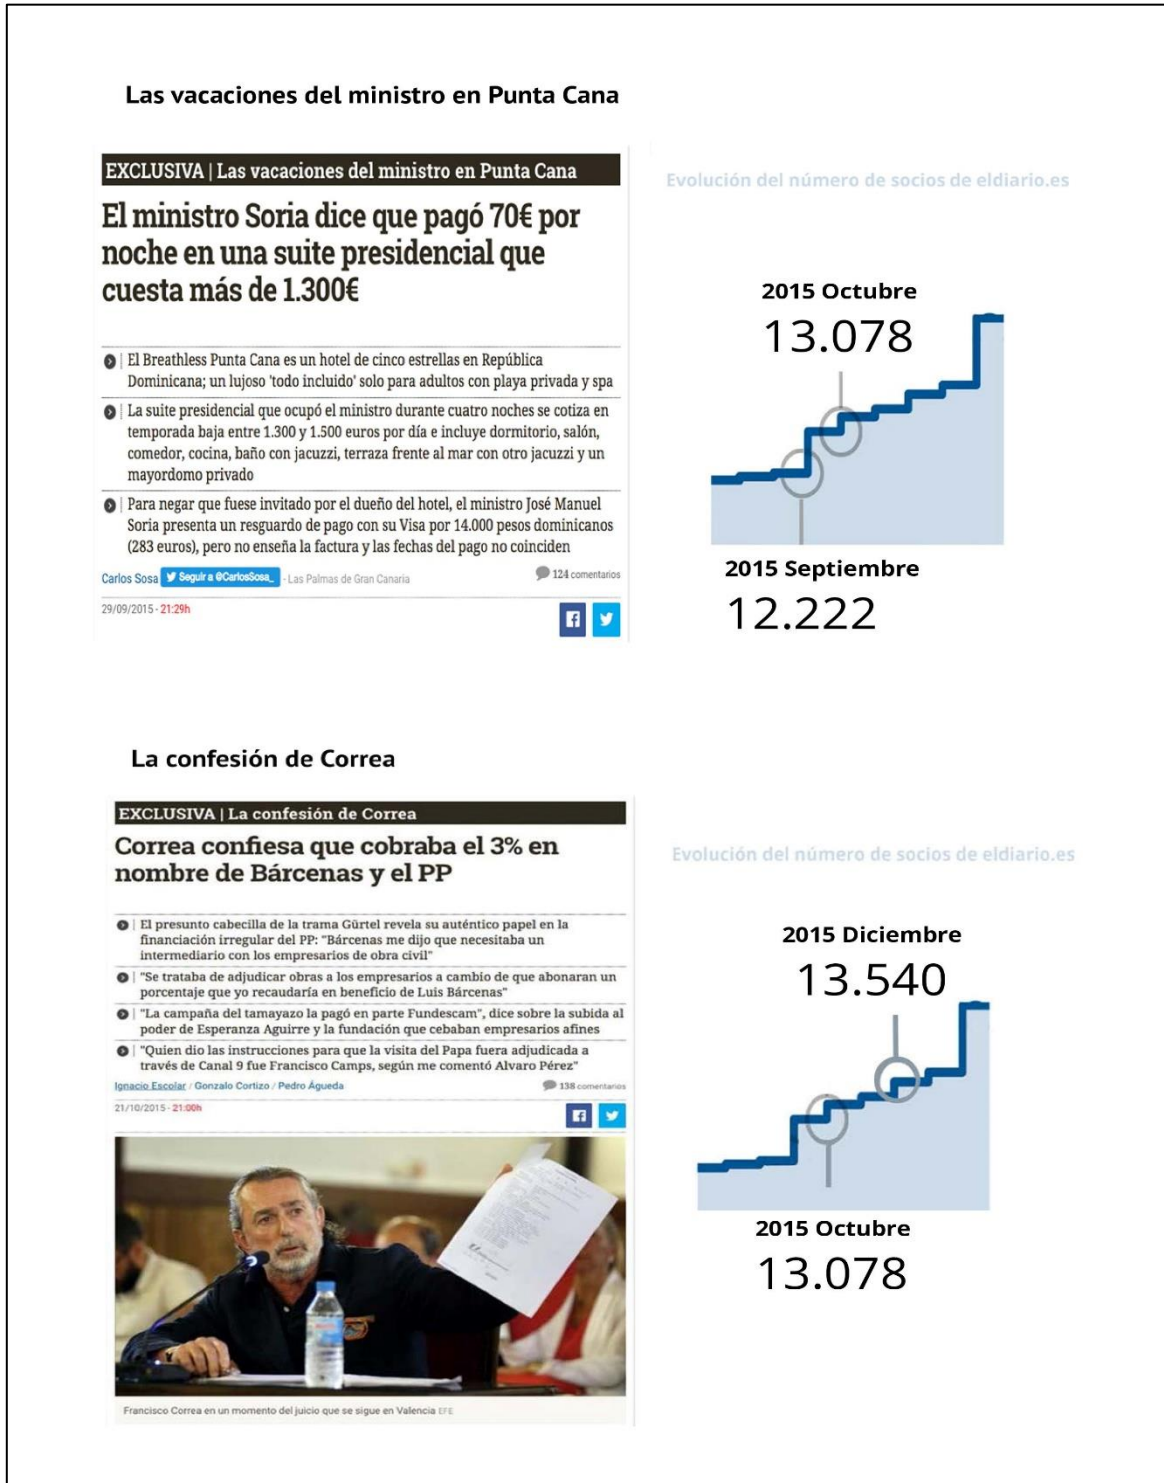 Las vacaciones del ministro en Punta Cana
EXCLUSIVA | Las vacaciones del ministro en Punta Cana
El ministro Soria dice que pagó 70€ por
noche en una suite presidencial que
cuesta más de 1.300€
El Breathless Punta Cana es un hotel de cinco estrellas en República
Dominicana; un lujoso 'todo incluido' solo para adultos con playa privada y spa
La suite presidencial que ocupó el ministro durante cuatro noches se cotiza en
temporada baja entre 1.300 y 1.500 euros por día e incluye dormitorio, salón,
comedor, cocina, baño con jacuzzi, terraza frente al mar con otro jacuzzi y un
mayordomo privado
Para negar que fuese invitado por el dueño del hotel, el ministro José Manuel
Soria presenta un resguardo de pago con su Visa por 14.000 pesos dominicanos
(283 euros), pero no enseña la factura y las fechas del pago no coinciden
Carlos Sosa Seguir a @CarlosSosa_ - Las Palmas de Gran Canaria
124 comentarios
29/09/2015 - 21:29h
Evolución del número de socios de eldiario.es
2015 Octubre
13.078
2015 Septiembre
12.222
La confesión de Correa
EXCLUSIVA | La confesión de Correa
Correa confiesa que cobraba el 3% en
nombre de Bárcenas y el PP
El presunto cabecilla de la trama Gürtel revela su auténtico papel en la
financiación irregular del PP: "Bárcenas me dijo que necesitaba un
intermediario con los empresarios de obra civil"
"Se trataba de adjudicar obras a los empresarios a cambio de que abonaran un
porcentaje que yo recaudaría en beneficio de Luis Bárcenas"
"La campaña del tamayazo la pagó en parte Fundescam", dice sobre la subida al
poder de Esperanza Aguirre y la fundación que cebaban empresarios afines
"Quien dio las instrucciones para que la visita del Papa fuera adjudicada a
través de Canal 9 fue Francisco Camps, según me comentó Alvaro Pérez"
Ignacio Escolar / Gonzalo Cortizo / Pedro Águeda
138 comentarios
21/10/2015 - 21:00h
Francisco Correa en un momento del juicio que se sigue en Valencia EFE
Evolución del número de socios de eldiario.es
2015 Diciembre
13.540
2015 Octubre
13.078